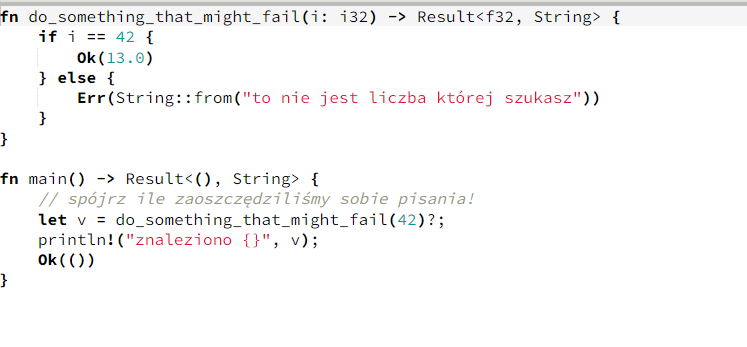 fn do_something_that_might_fail(i: i32) -> Result<f32, String> {
    if i == 42 {
        Ok(13.0)
    } else {
        Err(String::from("to nie jest liczba której szukasz"))
    }
}

fn main() -> Result<(), String> {
    // spójrz ile zaoszczędziliśmy sobie pisania!
    let v = do_something_that_might_fail(42)?;
    println!("znaleziono {}", v);
    Ok(())
}